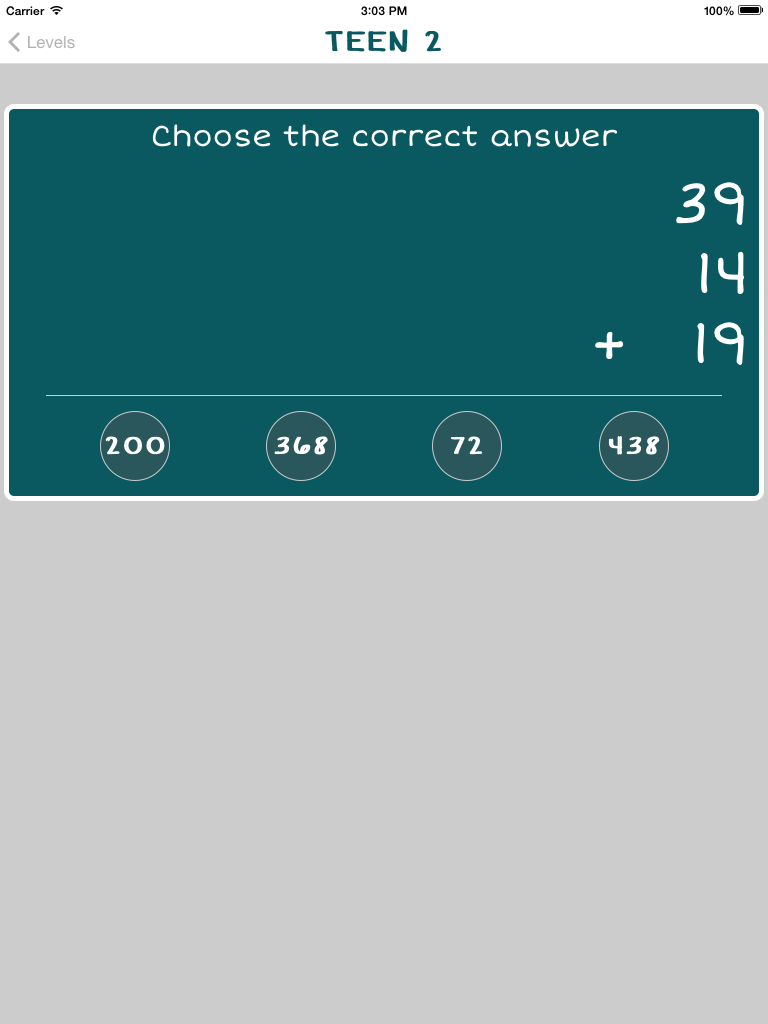 Carrier 3:03 PM 100%
Levels TEEN 2
Choose the correct answer
39
14
+ 19
200 368 72 438